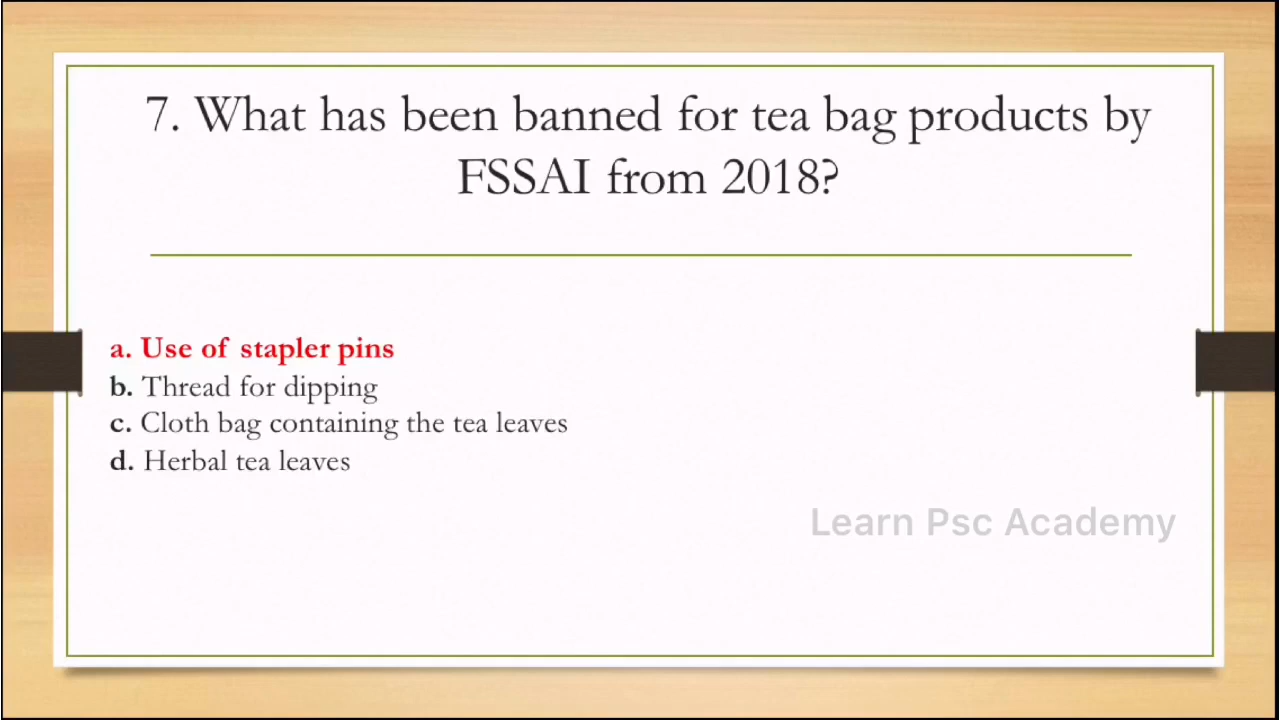 7. What has been banned for tea bag products by
FSSAI from 2018?
a. Use of stapler pins
b. Thread for dipping
c. Cloth bag containing the tea leaves
d. Herbal tea leaves
Learn Psc Academy